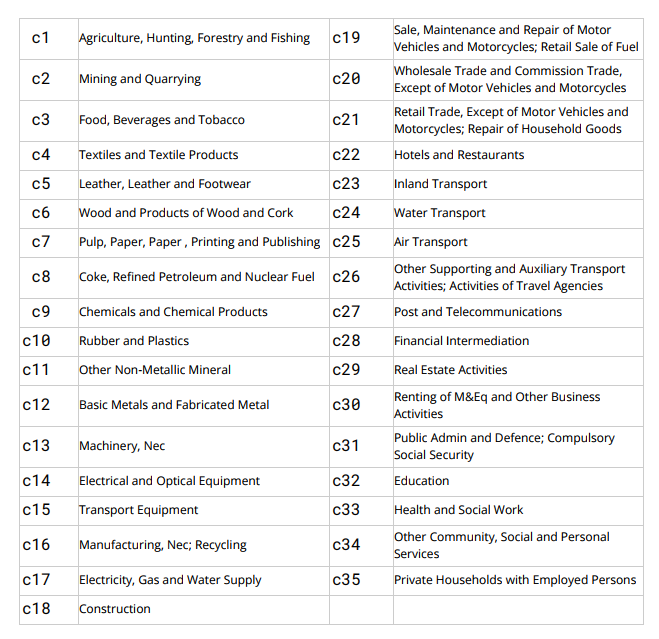 c1 Agriculture, Hunting, Forestry and Fishing c19 Sale, Maintenance and Repair of Motor
Vehicles and Motorcycles; Retail Sale of Fuel
c2 Mining and Quarrying c20 Wholesale Trade and Commission Trade,
Except of Motor Vehicles and Motorcycles
c3 Food, Beverages and Tobacco c21 Retail Trade, Except of Motor Vehicles and
Motorcycles; Repair of Household Goods
c4 Textiles and Textile Products c22 Hotels and Restaurants
c5 Leather, Leather and Footwear c23 Inland Transport
c6 Wood and Products of Wood and Cork c24 Water Transport
c7 Pulp, Paper, Paper , Printing and Publishing c25 Air Transport
c8 Coke, Refined Petroleum and Nuclear Fuel c26 Other Supporting and Auxiliary Transport
Activities; Activities of Travel Agencies
c9 Chemicals and Chemical Products c27 Post and Telecommunications
c10 Rubber and Plastics c28 Financial Intermediation
c11 Other Non-Metallic Mineral c29 Real Estate Activities
c12 Basic Metals and Fabricated Metal c30 Renting of M&Eq and Other Business
Activities
c13 Machinery, Nec c31 Public Admin and Defence; Compulsory
Social Security
c14 Electrical and Optical Equipment c32 Education
c15 Transport Equipment c33 Health and Social Work
c16 Manufacturing, Nec; Recycling c34 Other Community, Social and Personal
Services
c17 Electricity, Gas and Water Supply c35 Private Households with Employed Persons
c18 Construction